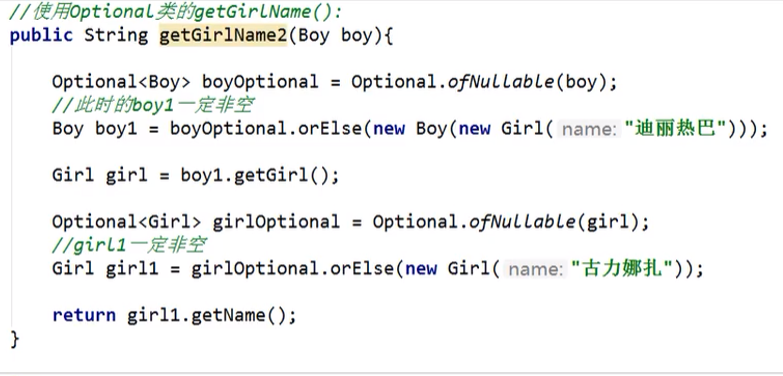 //使用Optional类的getGirlName():
public String getGirlName2(Boy boy){
Optional<Boy> boyOptional = Optional.ofNullable(boy);
//此时的boy1一定非空
Boy boy1 = boyOptional.orElse(new Boy(new Girl( name: "迪丽热巴")));
Girl girl = boy1.getGirl();
Optional<Girl> girlOptional = Optional.ofNullable(girl);
//girl1一定非空
Girl girl1 = girlOptional.orElse(new Girl( name: "古力娜扎"));
return girl1.getName();
}